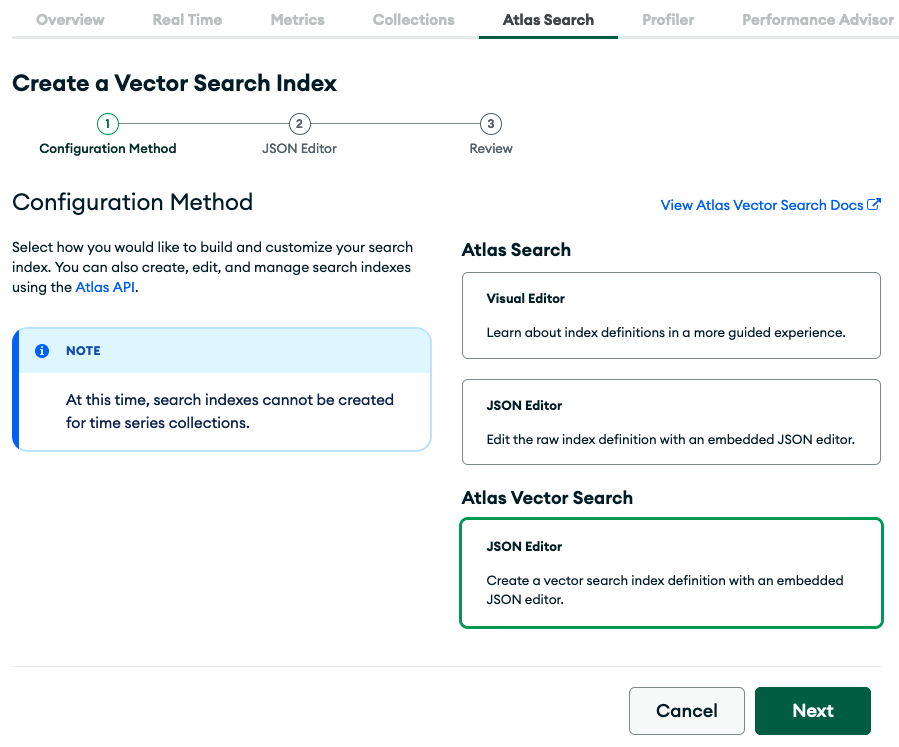 Overview Real Time Metrics Collections Atlas Search Profiler Performance Advisor
Create a Vector Search Index
1 2 3
Configuration Method JSON Editor Review
Configuration Method
View Atlas Vector Search Docs
Select how you would like to build and customize your search
index. You can also create, edit, and manage search indexes
using the Atlas API.
NOTE
At this time, search indexes cannot be created
for time series collections.
Atlas Search
Visual Editor
Learn about index definitions in a more guided experience.
JSON Editor
Edit the raw index definition with an embedded JSON editor.
Atlas Vector Search
JSON Editor
Create a vector search index definition with an embedded
JSON editor.
Cancel Next